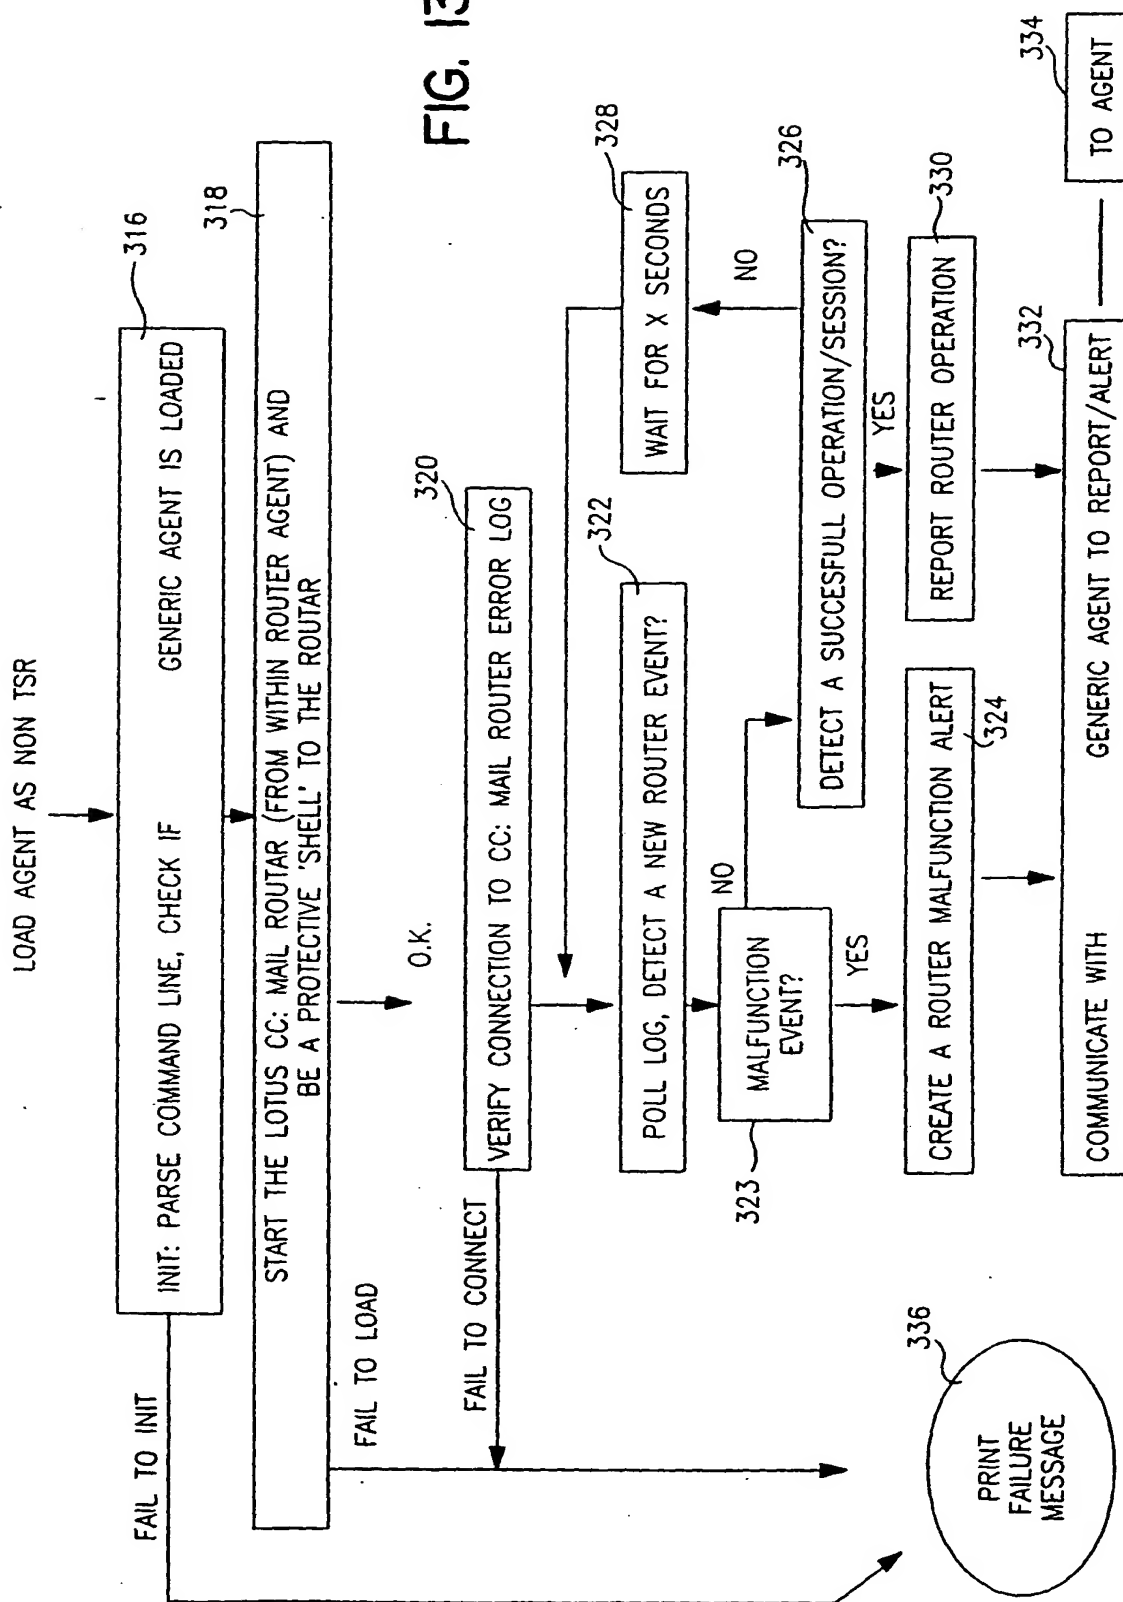 LOAD AGENT AS NON TSR
316
INIT: PARSE COMMAND LINE, CHECK IF GENERIC AGENT IS LOADED
FAIL TO INIT
318
START THE LOTUS CC: MAIL ROUTAR (FROM WITHIN ROUTER AGENT) AND
BE A PROTECTIVE 'SHELL' TO THE ROUTAR
FAIL TO LOAD
O.K.
FIG. 13
320
VERIFY CONNECTION TO CC: MAIL ROUTER ERROR LOG
FAIL TO CONNECT
328
WAIT FOR X SECONDS
322
POLL LOG, DETECT A NEW ROUTER EVENT?
NO
NO
323
MALFUNCTION
EVENT?
326
DETECT A SUCCESFULL OPERATION/SESSION?
YES
YES
CREATE A ROUTER MALFUNCTION ALERT
324
REPORT ROUTER OPERATION
330
332
COMMUNICATE WITH GENERIC AGENT TO REPORT/ALERT
334
TO AGENT
336
PRINT
FAILURE
MESSAGE